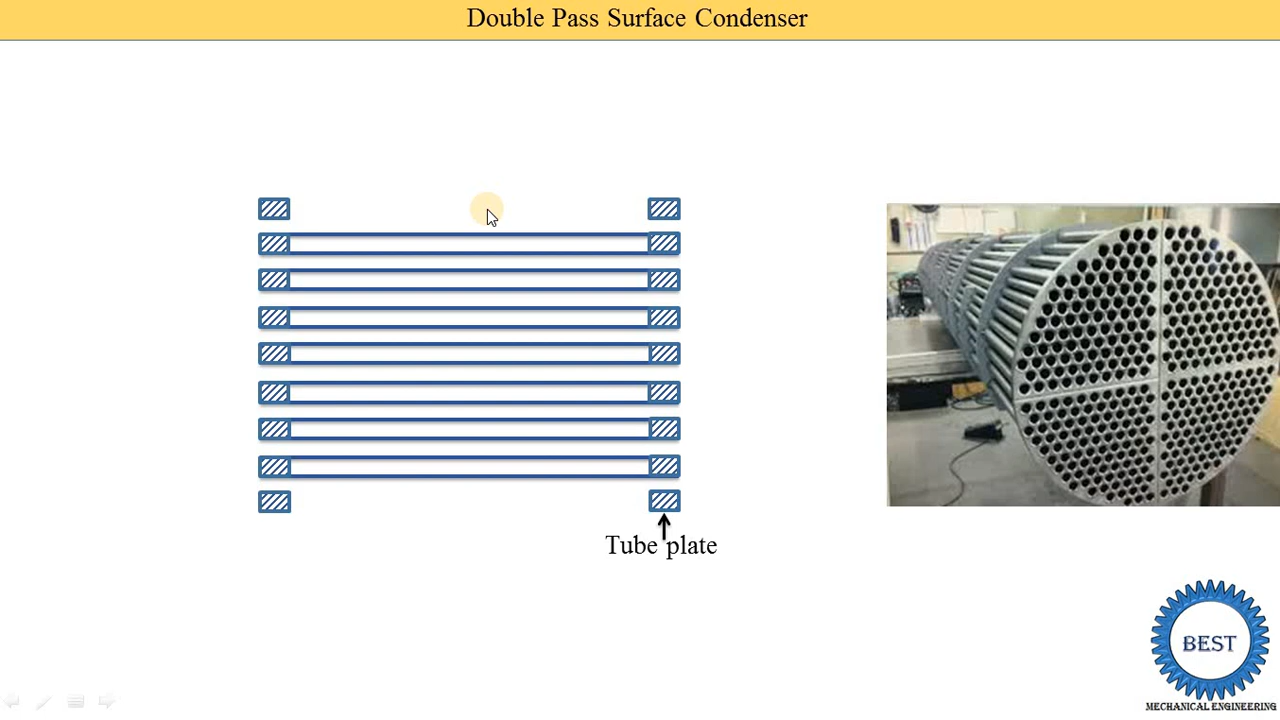 Double Pass Surface Condenser
Tube plate
BEST
MECHANICAL ENGINEERING